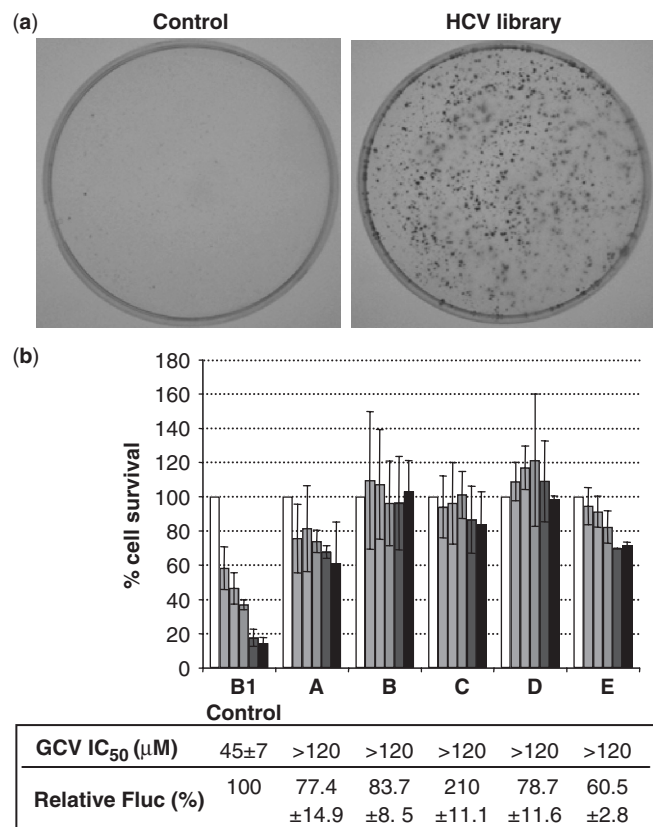 (a) Control HCV library
(b)
180
160
140
120
100
80
60
40
20
0
% cell survival
B1 A B C D E
Control
GCV IC50 (μM) 45±7 >120 >120 >120 >120 >120
Relative Fluc (%) 100 77.4 83.7 210 78.7 60.5
±14.9 ±8. 5 ±11.1 ±11.6 ±2.8